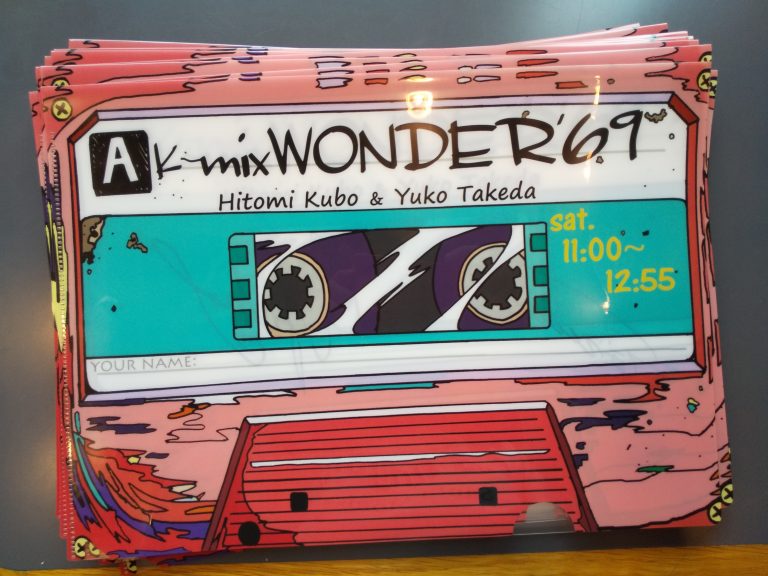 A K-mix WONDER'69
Hitomi Kubo & Yuko Takeda
sat.
11:00~
12:55
YOUR NAME: